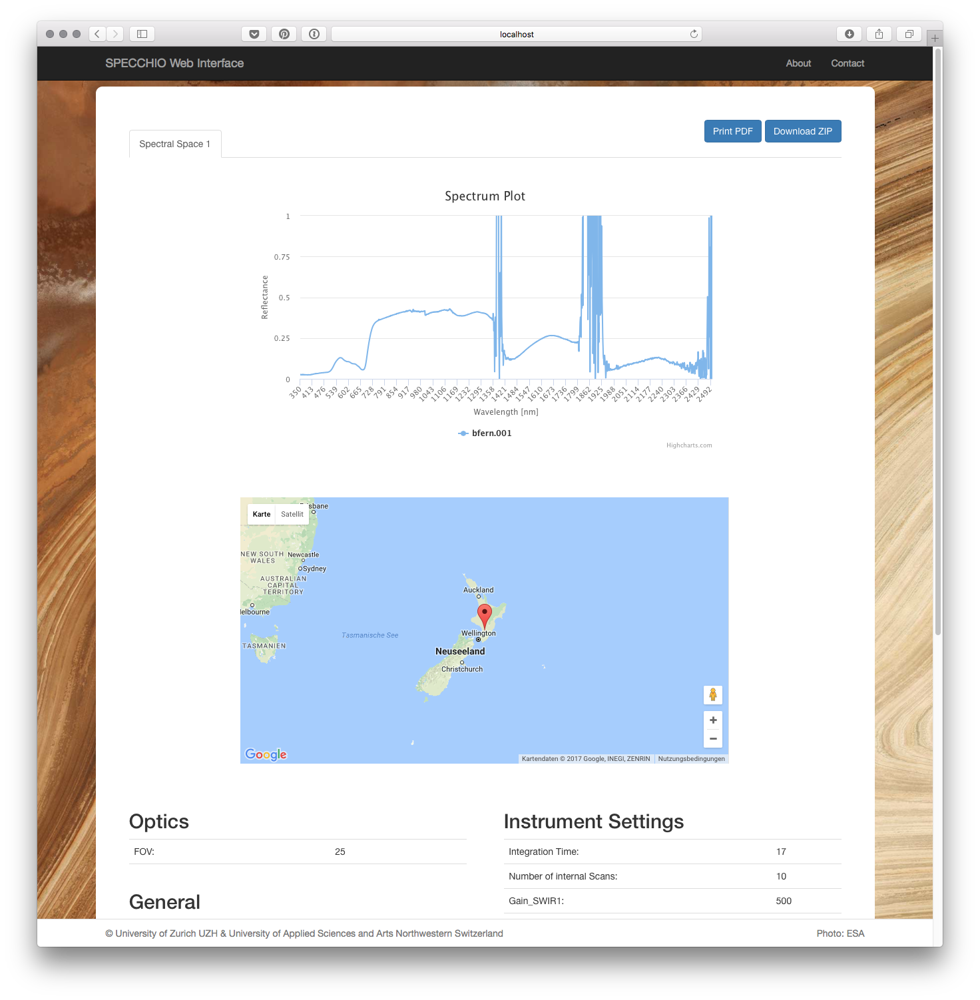 localhost
SPECCHIO Web Interface
About
Contact
Print PDF
Download ZIP
Spectral Space 1
Spectrum Plot
1
0.75
0.5
0.25
0
Reflectance
350 413 476 539 602 665 728 791 854 917 980 1043 1106 1169 1232 1295 1358 1421 1484 1547 1610 1673 1736 1799 1862 1925 1988 2051 2114 2177 2240 2303 2366 2429 2492
Wavelength [nm]
bfern.001
Highcharts.com
Karte
Satellit
NEW SOUTH
WALES
Newcastle
Sydney
AUSTRALIAN
CAPITAL
TERRITORY
TASMANIEN
Tasmanische See
Auckland
Wellington
Neuseeland
Christchurch
Google
Kartendaten © 2017 Google, INEGI, ZENRIN
Nutzungsbedingungen
Optics
FOV: 25
General
Instrument Settings
Integration Time: 17
Number of internal Scans: 10
Gain_SWIR1: 500
© University of Zurich UZH & University of Applied Sciences and Arts Northwestern Switzerland
Photo: ESA